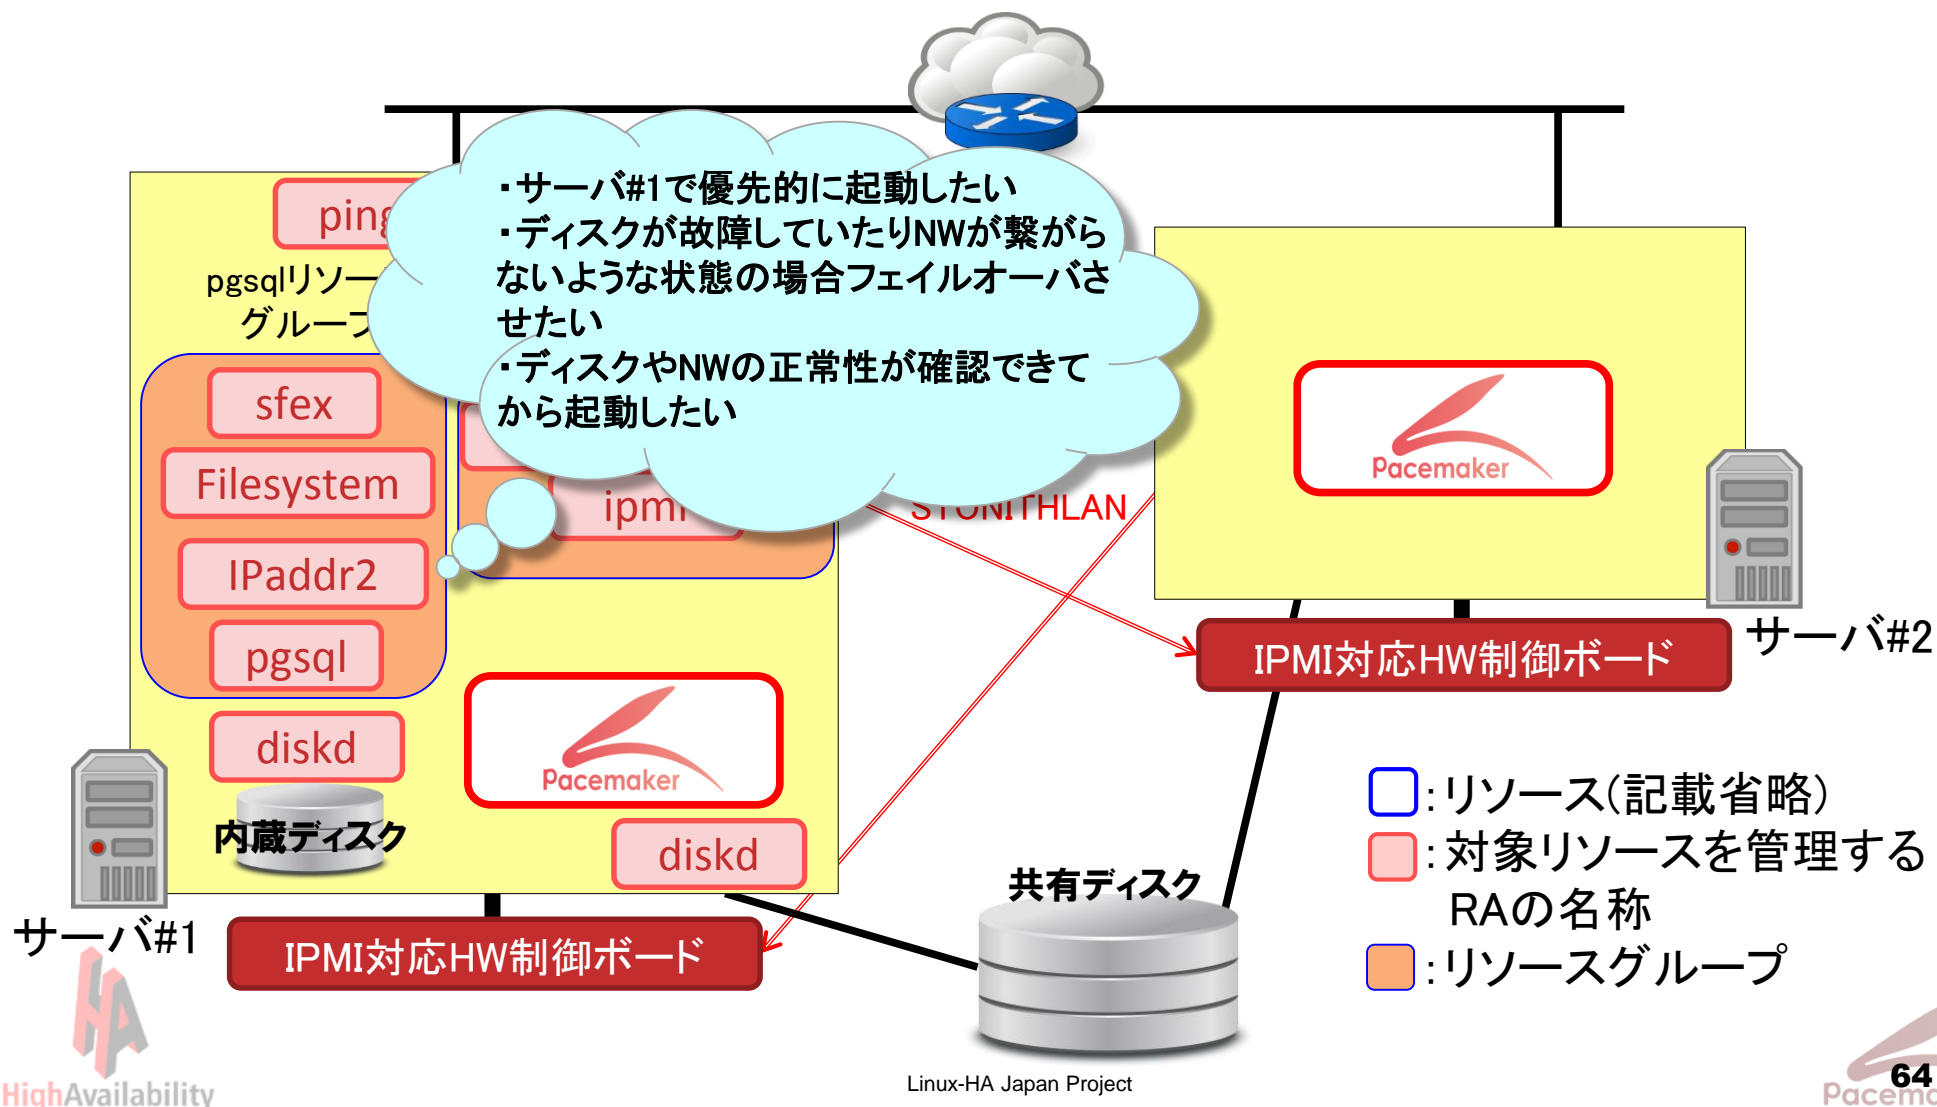 ・サーバ#1で優先的に起動したい
・ディスクが故障していたりNWが繋がら
ないような状態の場合フェイルオーバさ
せたい
・ディスクやNWの正常性が確認できて
から起動したい
pgsqlリソー
グループ
sfex
Filesystem
IPaddr2
pgsql
diskd
内蔵ディスク
サーバ#1
Pacemaker
diskd
IPMI対応HW制御ボード
ipmi
STONITHLAN
Pacemaker
サーバ#2
IPMI対応HW制御ボード
共有ディスク
:リソース(記載省略)
:対象リソースを管理する
RAの名称
:リソースグループ
HighAvailability
Linux-HA Japan Project
64